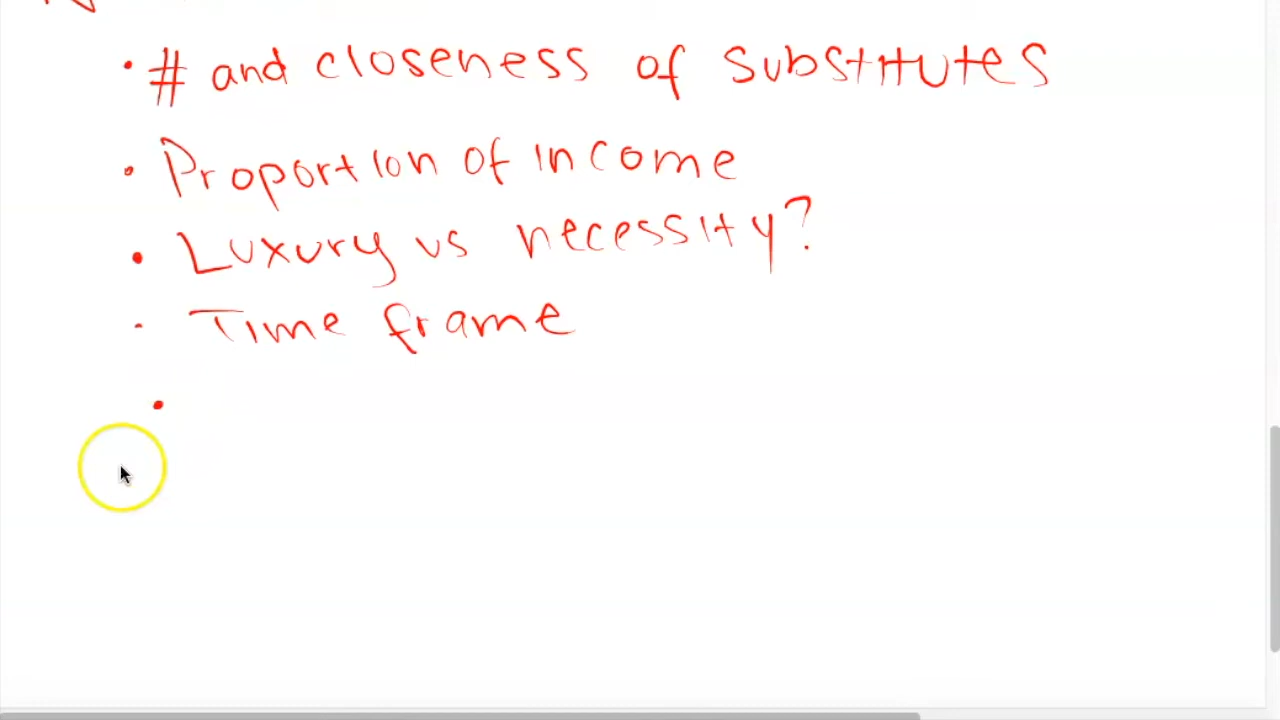 • # and closeness of substitutes
• Proportion of income
• Luxury vs necessity?
• Time frame
•